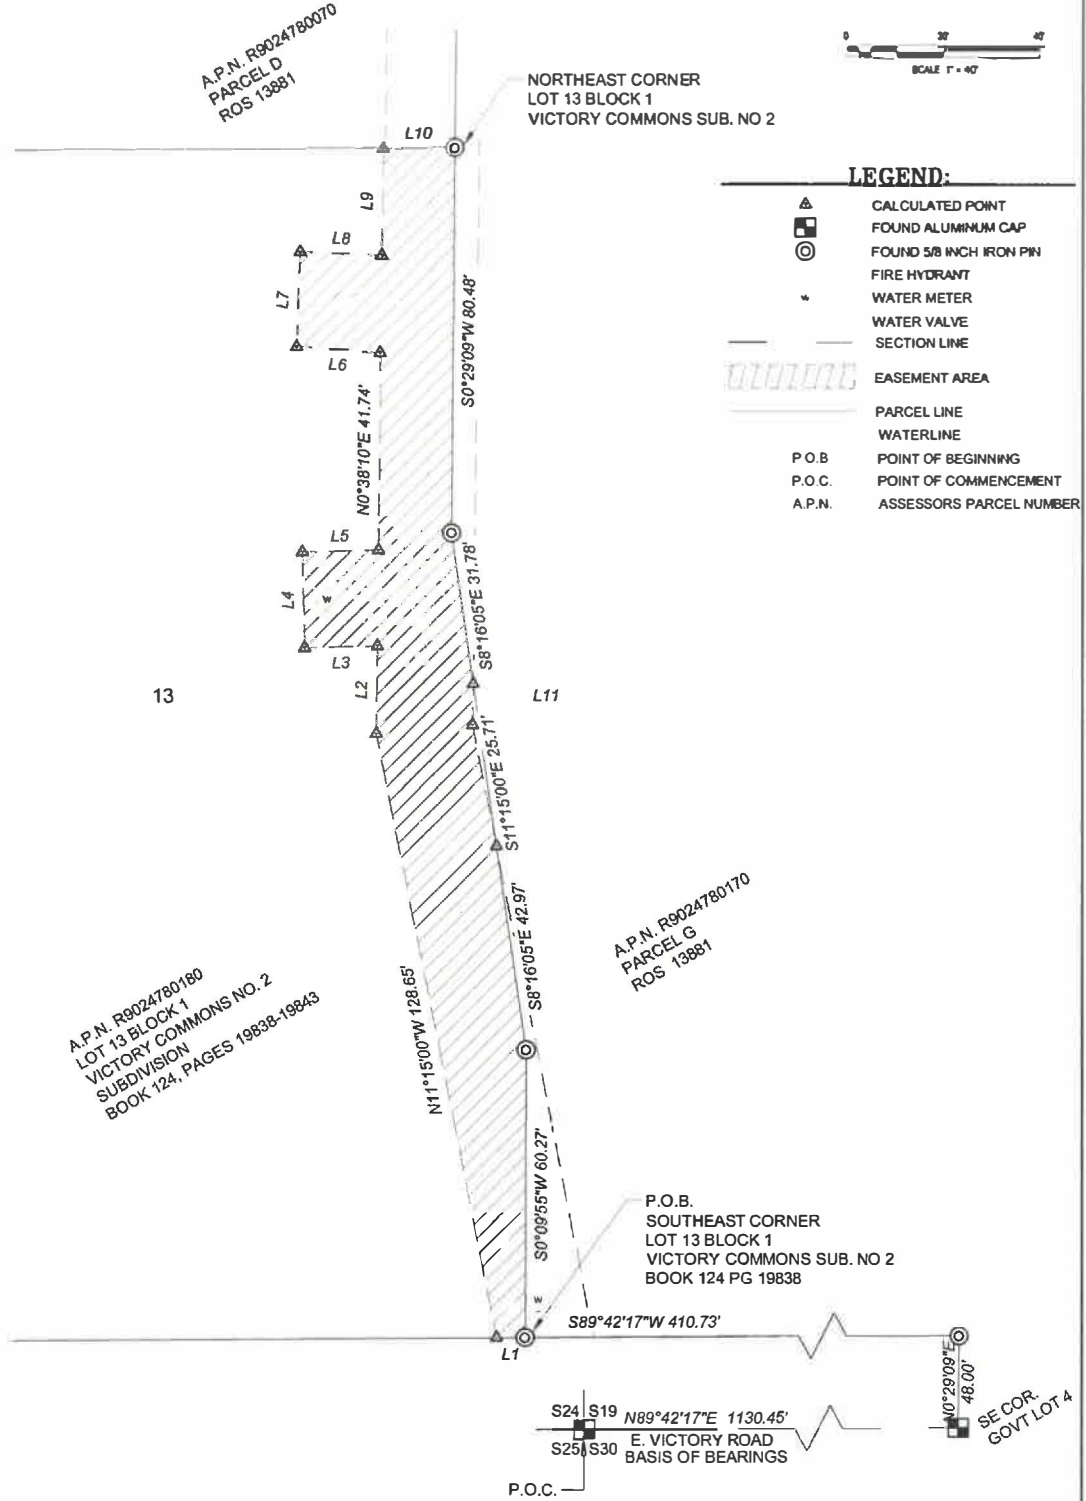 A.P.N. R9024780070
PARCEL D
ROS 13881
NORTHEAST CORNER
LOT 13 BLOCK 1
VICTORY COMMONS SUB. NO 2
SCALE 1" = 40'
LEGEND:
CALCULATED POINT
FOUND ALUMINUM CAP
FOUND 5/8 INCH IRON PIN
FIRE HYDRANT
W WATER METER
WATER VALVE
SECTION LINE
EASEMENT AREA
PARCEL LINE
WATERLINE
P O.B POINT OF BEGINNING
P.O.C. POINT OF COMMENCEMENT
A.P.N. ASSESSORS PARCEL NUMBER
L10
L9
L8
L7
L6
S0°29'09"W 80.48'
N0°38'10"E 41.74'
L5
L4
W
L3
L2
S8°16'05"E 31.78'
13
L11
S11°15'00"E 25.71'
S8°16'05"E 42.97'
A.P.N. R9024780170
PARCEL G
ROS 13881
A.P.N. R9024780180
LOT 13 BLOCK 1
VICTORY COMMONS NO. 2
SUBDIVISION
BOOK 124, PAGES 19838-19843
N11°15'00"W 128.65'
S0°09'55"W 60.27'
P.O.B.
SOUTHEAST CORNER
LOT 13 BLOCK 1
VICTORY COMMONS SUB. NO 2
BOOK 124 PG 19838
W
S89°42'17"W 410.73'
L1
N0°29'09"E
48.00'
SE COR.
GOVT LOT 4
S24 S19
S25 S30
N89°42'17"E 1130.45'
E. VICTORY ROAD
BASIS OF BEARINGS
P.O.C.